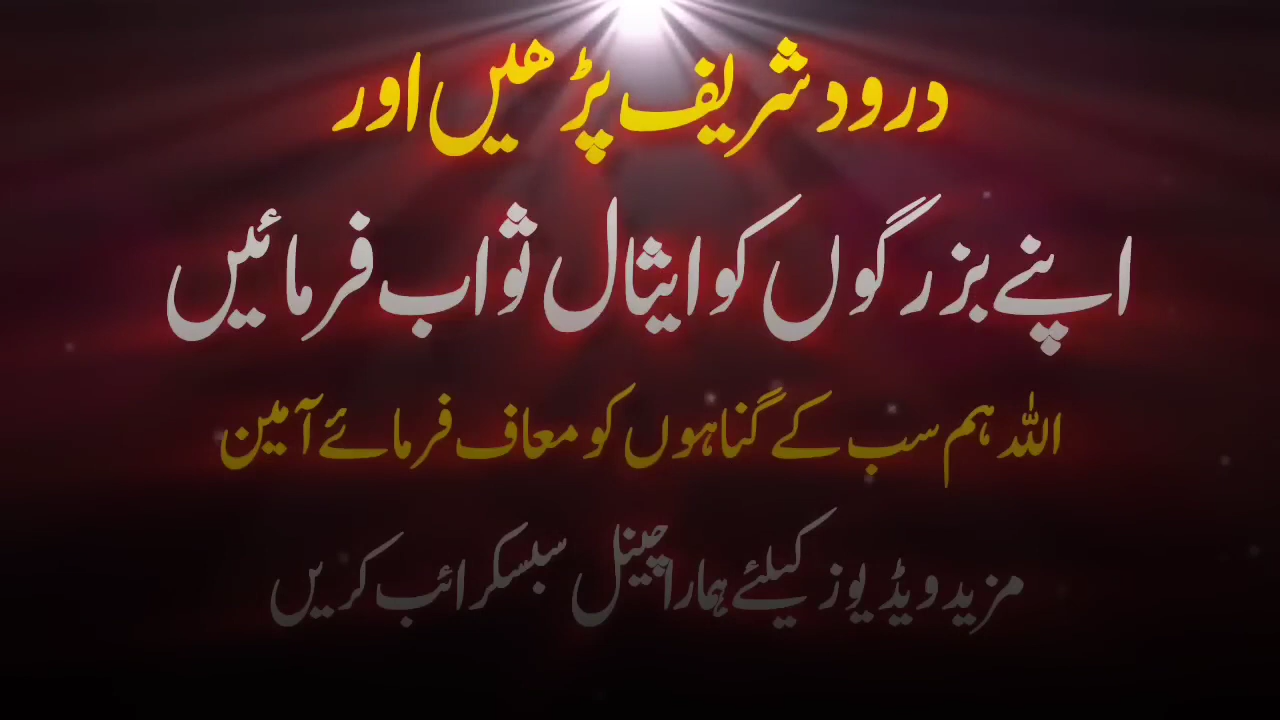 درود شریف پڑھیں اور
اپنے بزرگوں کو ایثال ثواب فرمائیں
اللہ ہم سب کے گناہوں کو معاف فرمائے آمین
مزید ویڈیوز کیلئے ہمارا چینل سبسکرائب کریں